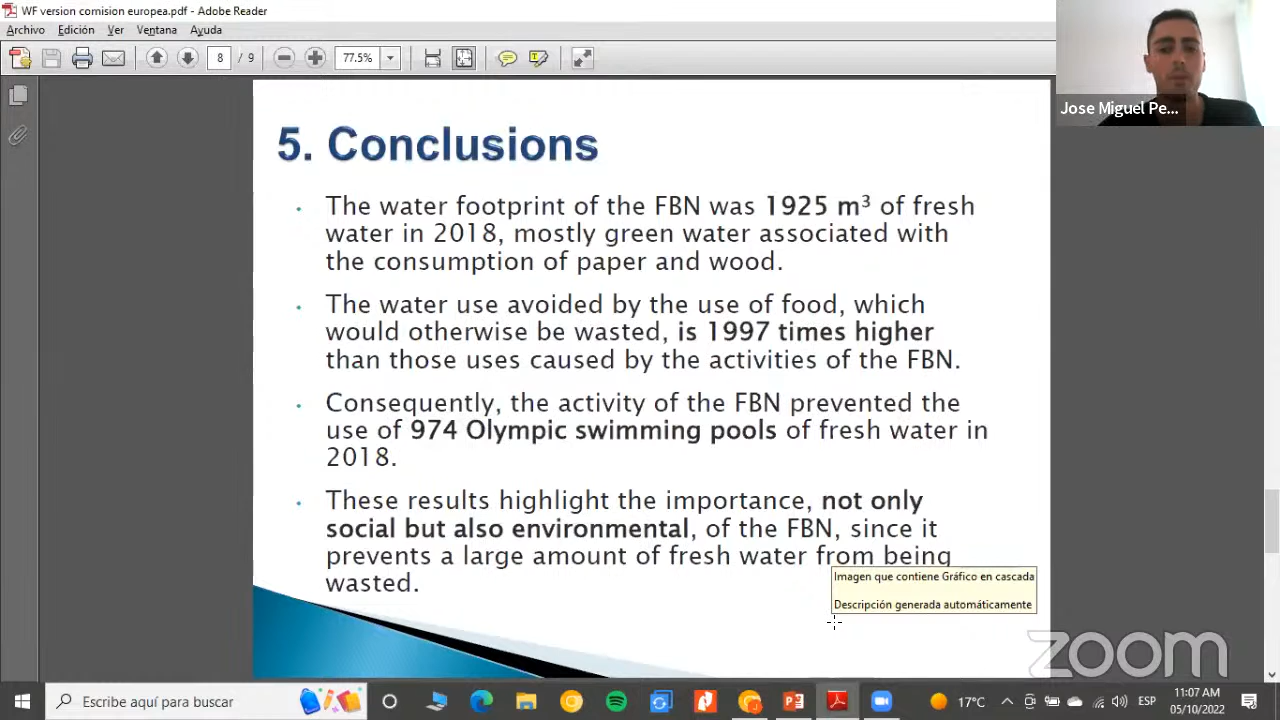 WF version comision europea.pdf - Adobe Reader
Archivo Edición Ver Ventana Ayuda
8 / 9 77.5%
Jose Miguel Pe...
5. Conclusions
The water footprint of the FBN was 1925 m³ of fresh
water in 2018, mostly green water associated with
the consumption of paper and wood.
The water use avoided by the use of food, which
would otherwise be wasted, is 1997 times higher
than those uses caused by the activities of the FBN.
Consequently, the activity of the FBN prevented the
use of 974 Olympic swimming pools of fresh water in
2018.
These results highlight the importance, not only
social but also environmental, of the FBN, since it
prevents a large amount of fresh water from being
wasted.
Imagen que contiene Gráfico en cascada
Descripción generada automáticamente
zoom
Escribe aquí para buscar
17°C
ESP
11:07 AM
05/10/2022